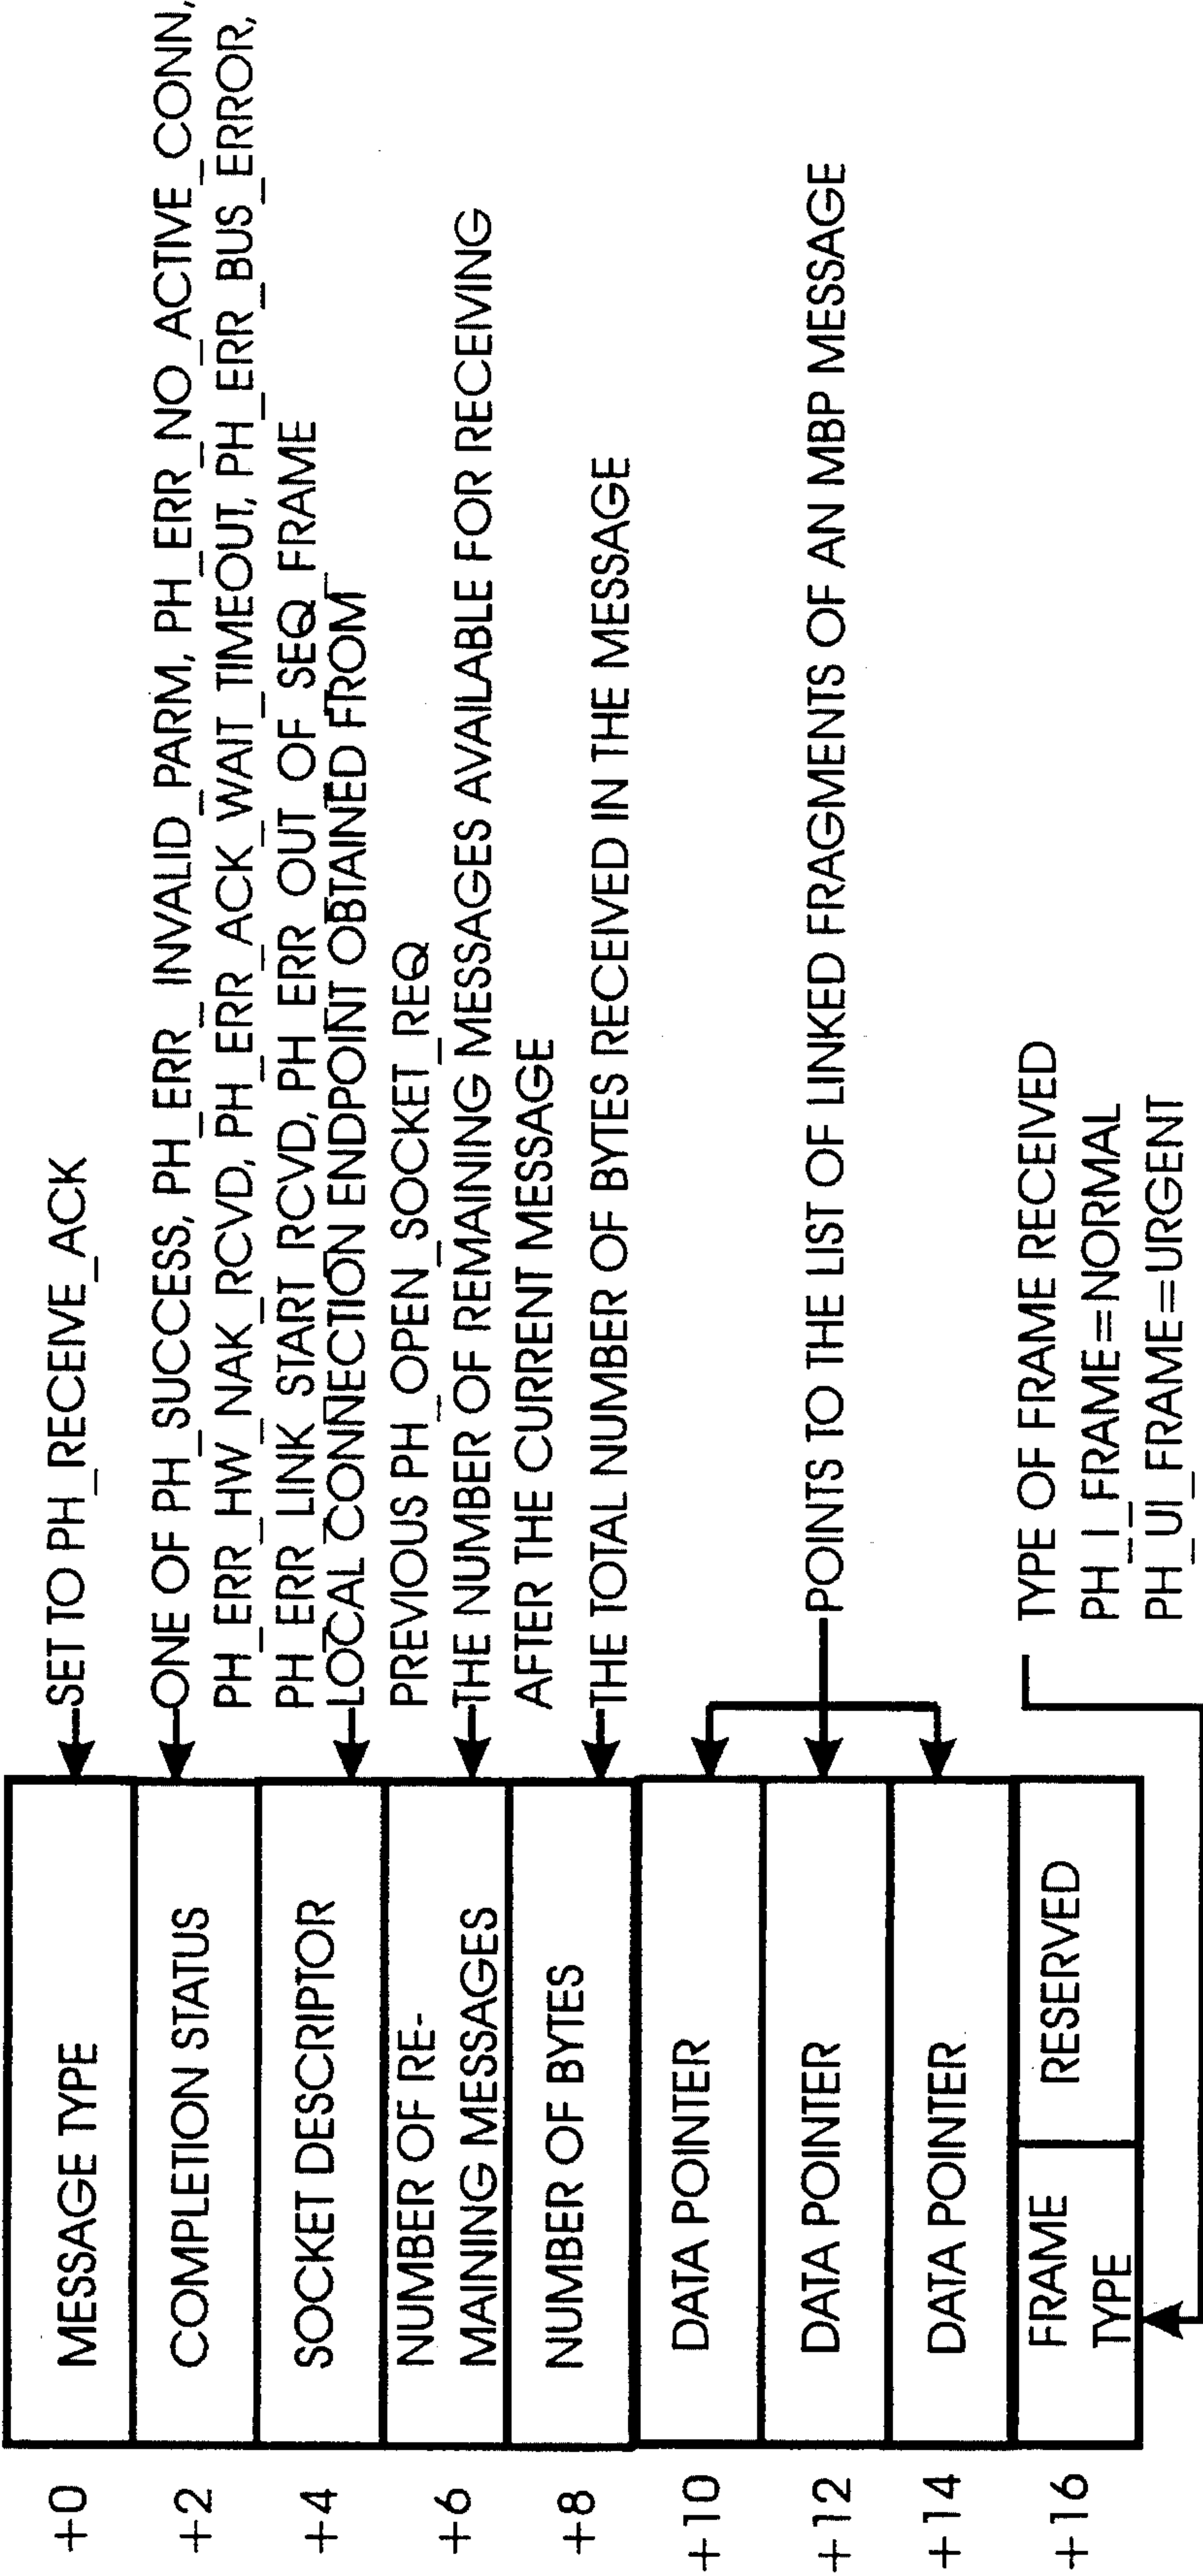 +0
MESSAGE TYPE
SET TO PH_RECEIVE_ACK
+2
COMPLETION STATUS
ONE OF PH_SUCCESS, PH_ERR_INVALID_PARM, PH_ERR_NO_ACTIVE_CONN,
PH_ERR_HW_NAK_RCVD, PH_ERR_ACK_WAIT_TIMEOUT, PH_ERR_BUS_ERROR,
PH_ERR_LINK_START_RCVD, PH_ERR_OUT_OF_SEQ_FRAME
+4
SOCKET DESCRIPTOR
LOCAL CONNECTION ENDPOINT OBTAINED FROM
PREVIOUS PH_OPEN_SOCKET_REQ
+6
NUMBER OF RE-
MAINING MESSAGES
THE NUMBER OF REMAINING MESSAGES AVAILABLE FOR RECEIVING
AFTER THE CURRENT MESSAGE
+8
NUMBER OF BYTES
THE TOTAL NUMBER OF BYTES RECEIVED IN THE MESSAGE
+10
DATA POINTER
+12
DATA POINTER
POINTS TO THE LIST OF LINKED FRAGMENTS OF AN MBP MESSAGE
+14
DATA POINTER
+16
FRAME
TYPE
RESERVED
TYPE OF FRAME RECEIVED
PH_I_FRAME=NORMAL
PH_UI_FRAME=URGENT